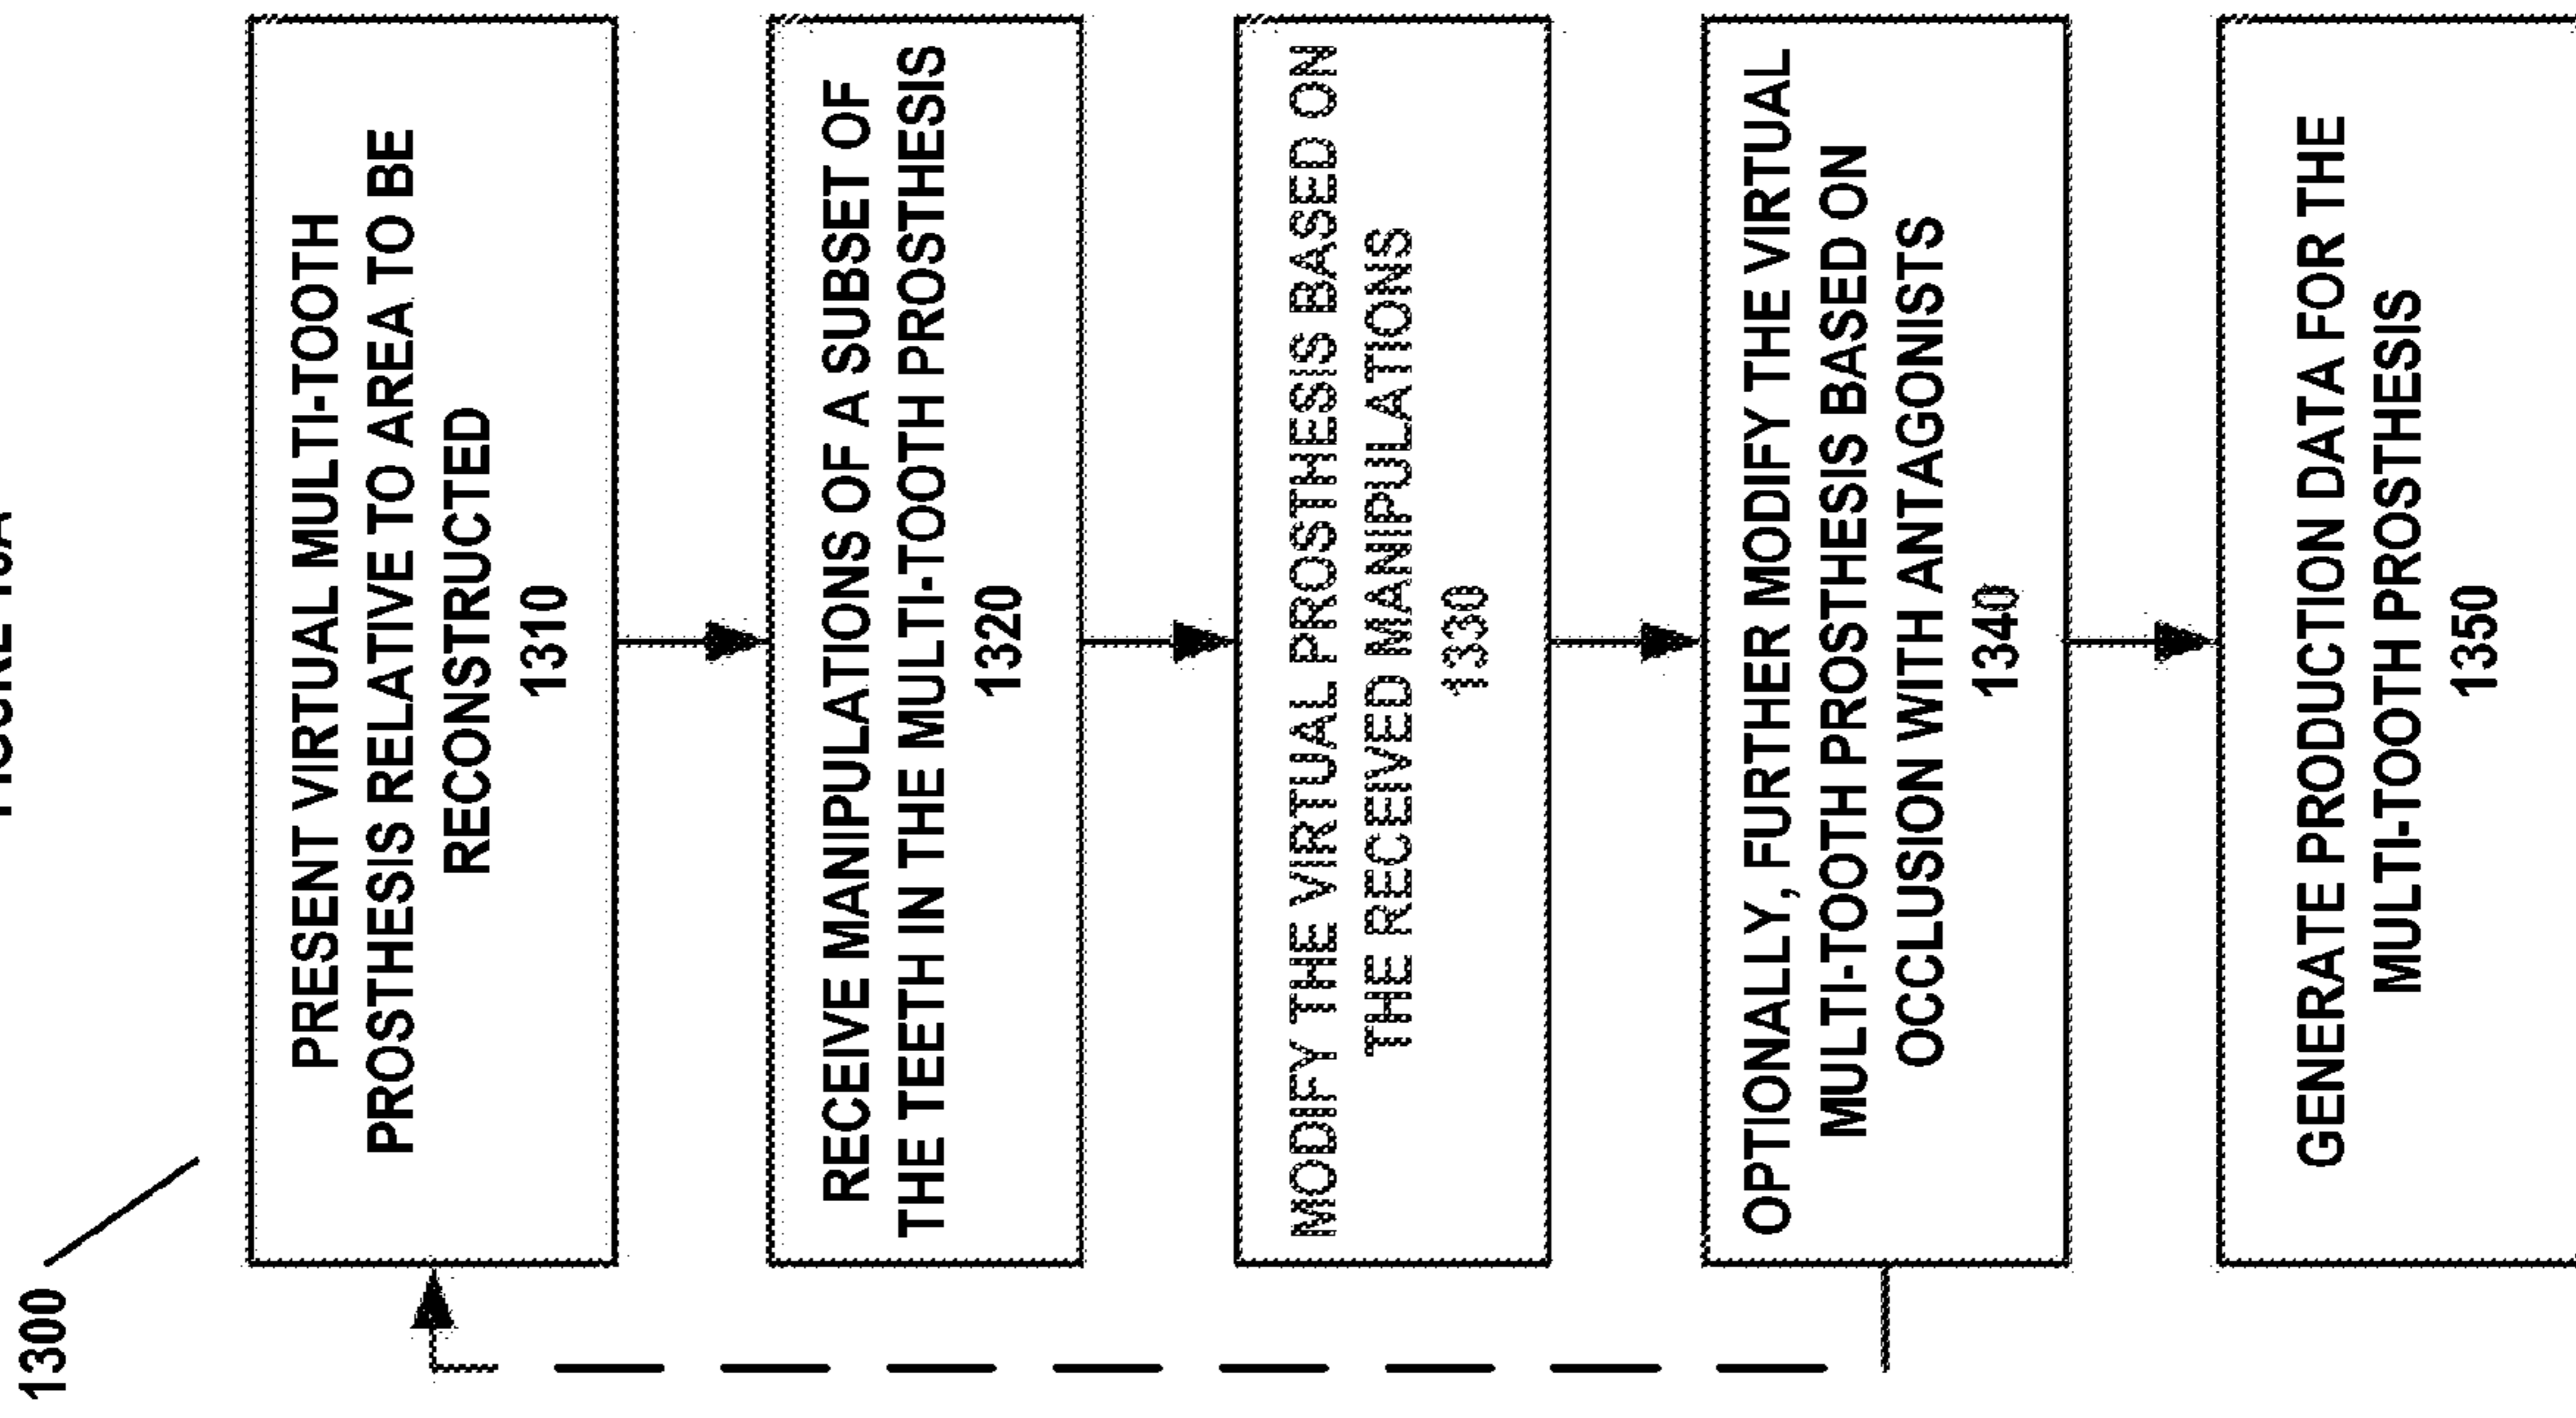 1300
PRESENT VIRTUAL MULTI-TOOTH
PROSTHESIS RELATIVE TO AREA TO BE
RECONSTRUCTED
1310
RECEIVE MANIPULATIONS OF A SUBSET OF
THE TEETH IN THE MULTI-TOOTH PROSTHESIS
1320
MODIFY THE VIRTUAL PROSTHESIS BASED ON
THE RECEIVED MANIPULATIONS
1330
OPTIONALLY, FURTHER MODIFY THE VIRTUAL
MULTI-TOOTH PROSTHESIS BASED ON
OCCLUSION WITH ANTAGONISTS
1340
GENERATE PRODUCTION DATA FOR THE
MULTI-TOOTH PROSTHESIS
1350